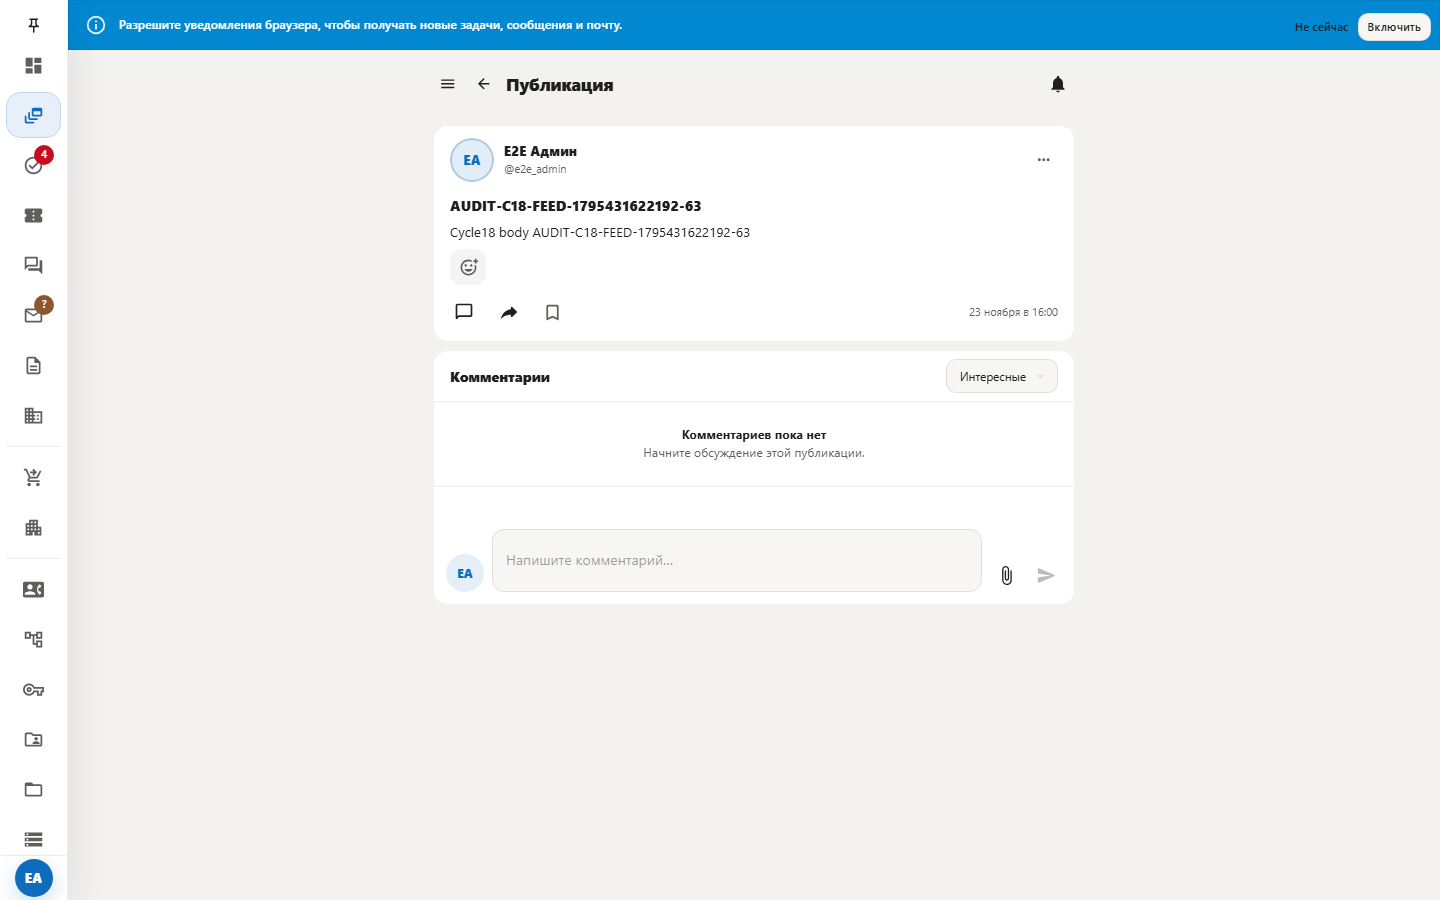 Разрешите уведомления браузера, чтобы получать новые задачи, сообщения и почту.
Не сейчас
Включить
Публикация
4
EA
E2E Админ
@e2e_admin
AUDIT-C18-FEED-1795431622192-63
Cycle18 body AUDIT-C18-FEED-1795431622192-63
?
23 ноября в 16:00
Комментарии
Интересные
Комментариев пока нет
Начните обсуждение этой публикации.
EA
Напишите комментарий...
EA